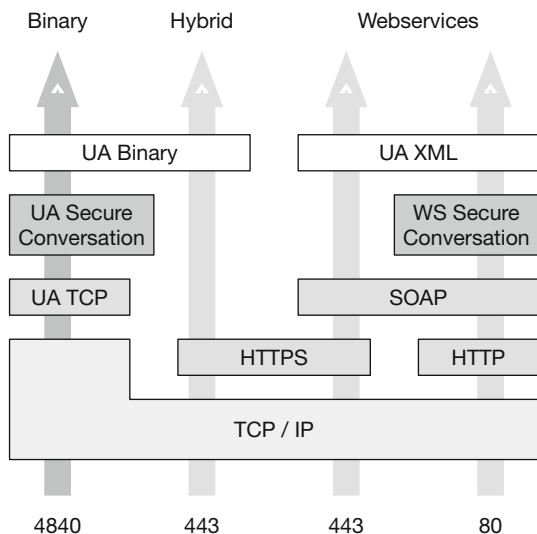 Binary Hybrid Webservices
UA Binary UA XML
UA Secure WS Secure
Conversation Conversation
UA TCP SOAP
HTTPS HTTP
TCP / IP
4840 443 443 80